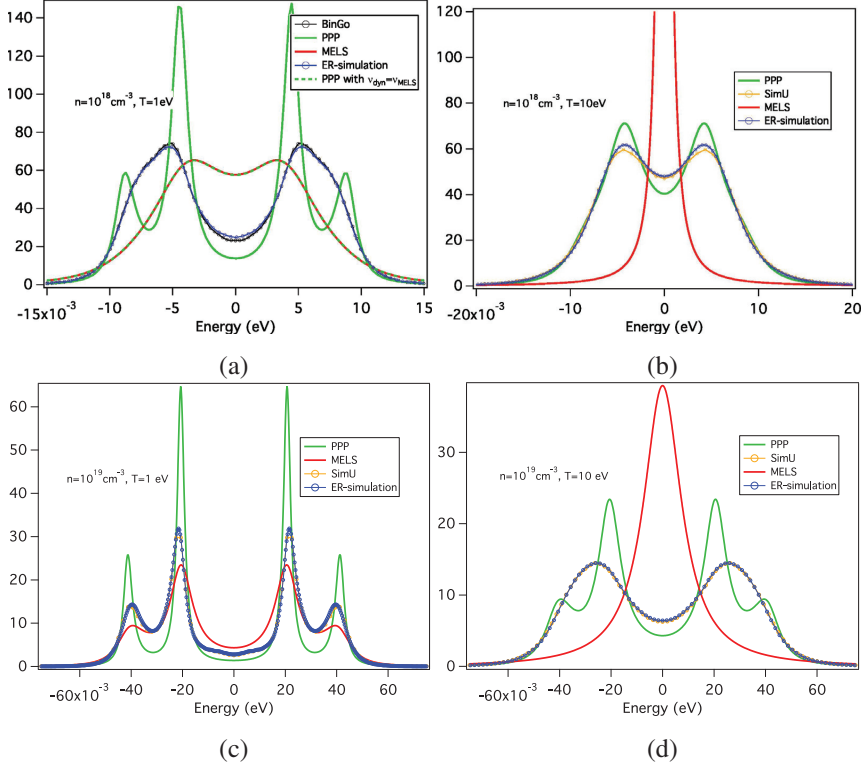 140
120
100
80
60
40
20
0
n=10^18cm^-3, T=1eV
BinGo
PPP
MELS
ER-simulation
PPP with ν_dyn=ν_MELS
-15x10^-3
-10
-5
0
5
10
15
Energy (eV)
(a)
120
100
80
60
40
20
0
n=10^18cm^-3, T=10eV
PPP
SimU
MELS
ER-simulation
-20x10^-3
-10
0
10
20
Energy (eV)
(b)
60
50
40
30
20
10
0
n=10^19cm^-3, T=1 eV
PPP
MELS
SimU
ER-simulation
-60x10^-3
-40
-20
0
20
40
60
Energy (eV)
(c)
30
20
10
0
n=10^19cm^-3, T=10 eV
PPP
SimU
MELS
ER-simulation
-60x10^-3
-40
-20
0
20
40
60
Energy (eV)
(d)